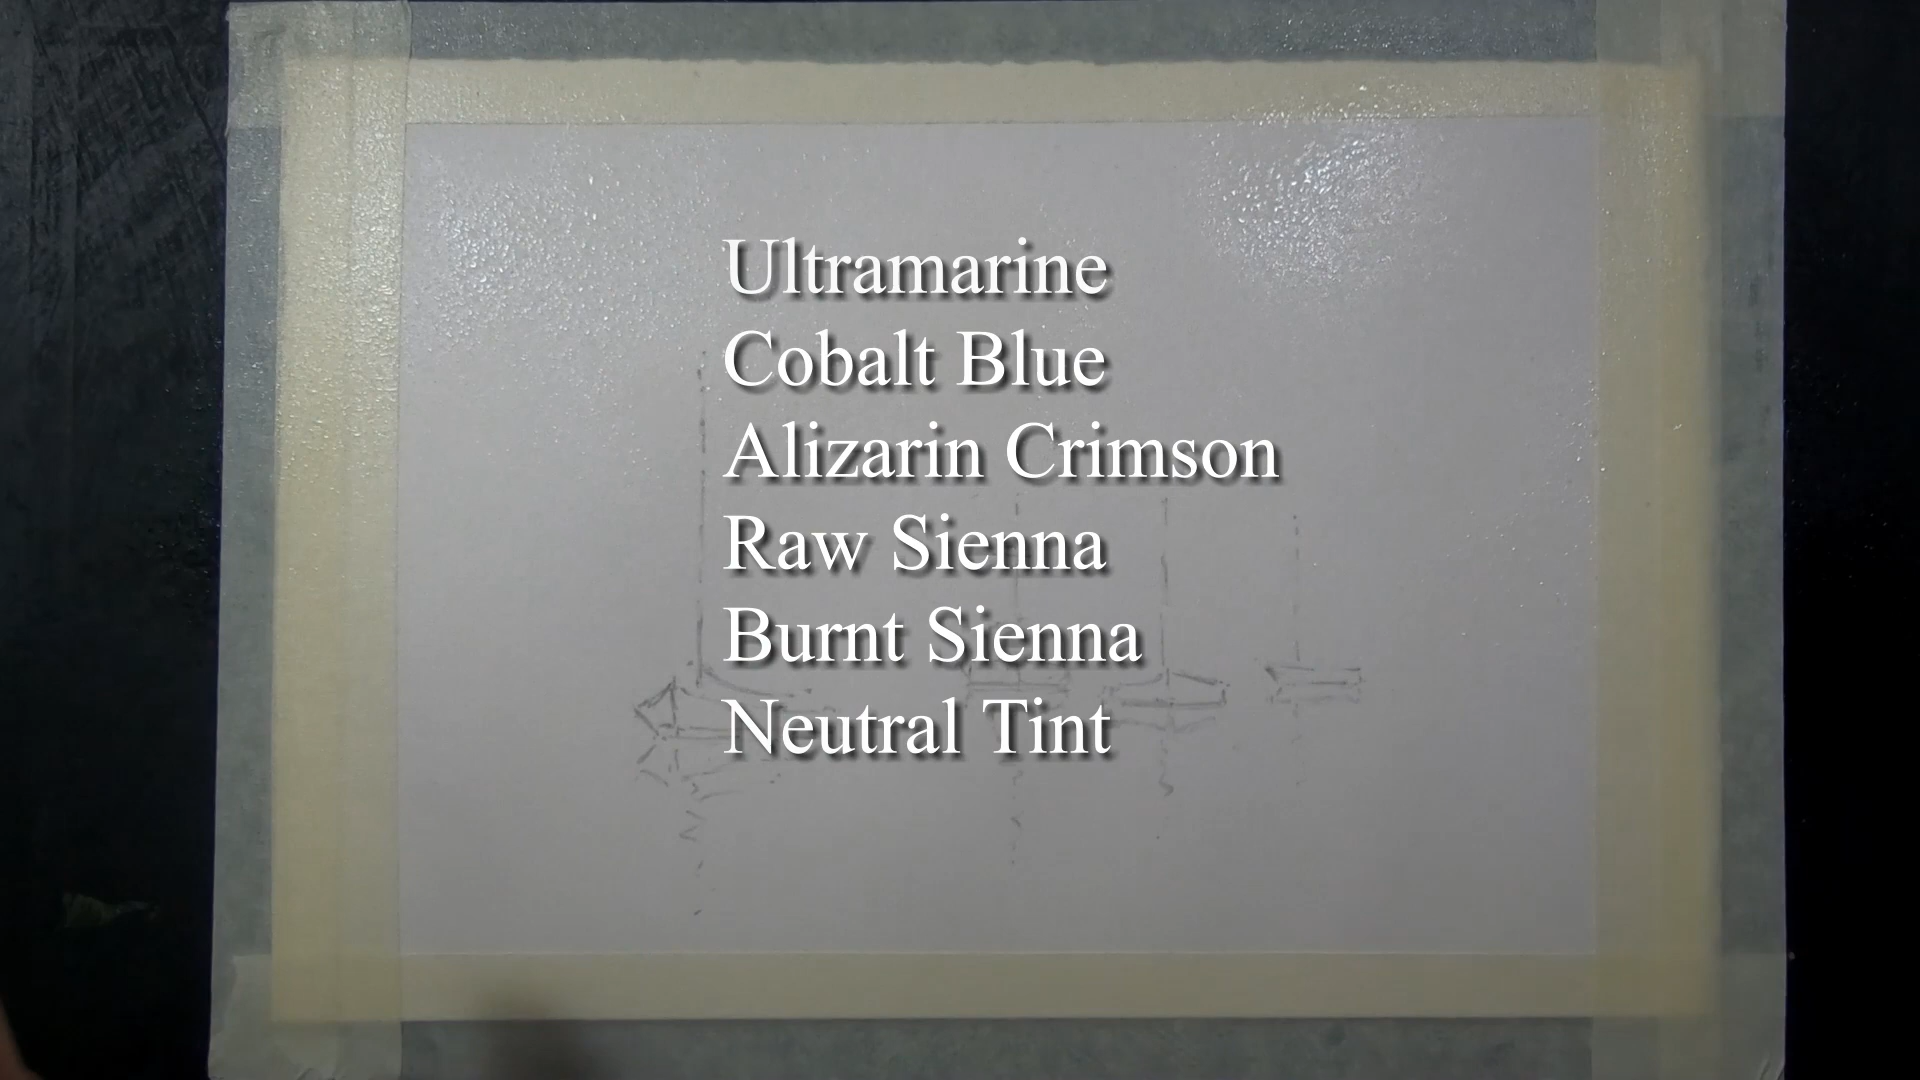 Ultramarine
Cobalt Blue
Alizarin Crimson
Raw Sienna
Burnt Sienna
Neutral Tint